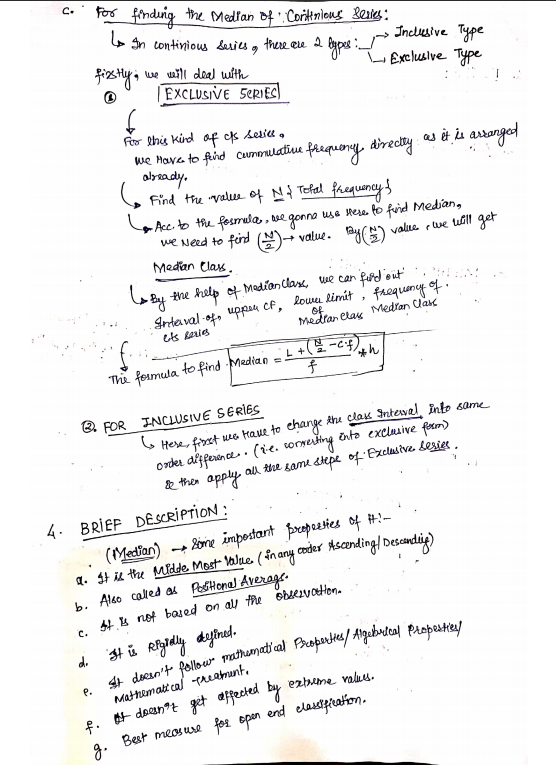 C. For finding the Median of Continious Series:
↳ In continious series, there are 2 types: → Inclusive Type
↳ Exclusive Type
firstly, we will deal with
① EXCLUSIVE SERIES
For this kind of c/s series,
we Have to find cummulative frequency directly as it is arranged
already.
↳ Find the value of N { Total frequency }
↳ Acc. to the formula, we gonna use here to find Median,
we Need to find (N/2) → value. By (N/2) value, we will get
Median Class.
↳ By the help of Median Class, we can find out
Interval of c/s series, upper CF, lower limit of Median class, frequency of Median Class
The formula to find Median = L + (N/2 - c.f) / f * h
②. FOR INCLUSIVE SERIES
↳ Here, first we Have to change the class Interval into same
order difference. (i.e. converting into exclusive form)
& then apply all the same steps of Exclusive Series.
4. BRIEF DESCRIPTION:
(Median) → Some important properties of it:-
a. It is the Middle Most Value (in any order Ascending/Descending)
b. Also called as Positional Average.
c. It is not based on all the observation.
d. It is Rigidly defined.
e. It doesn't follow mathematical Properties/Algebrical Properties/
Mathematical treatment.
f. It doesn't get affected by extreme values.
g. Best measure for open end classification.